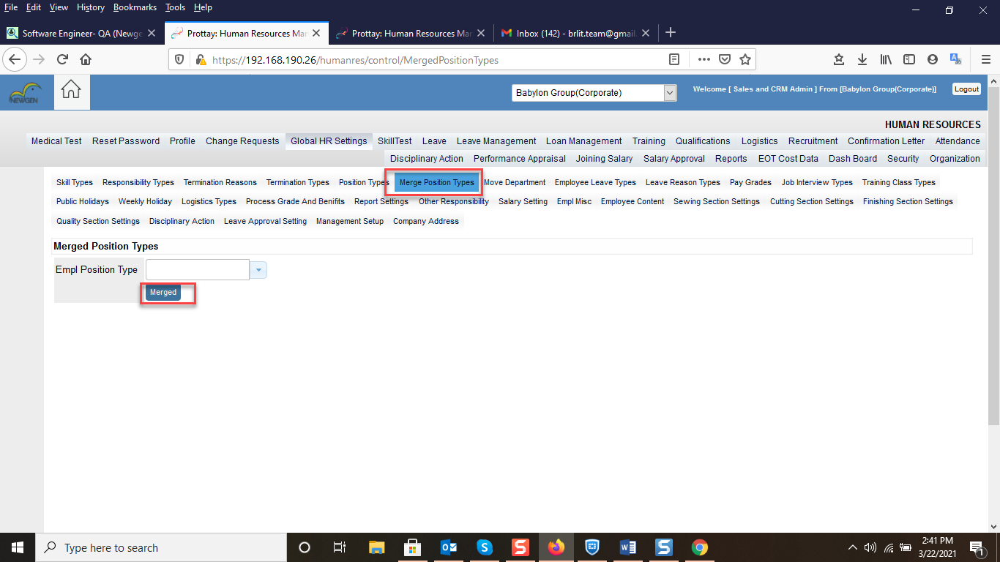 File Edit View History Bookmarks Tools Help
Software Engineer- QA (Newge
Prottay: Human Resources Mar
Prottay: Human Resources Mar
Inbox (142) - brlit.team@gmail.
https://192.168.190.26/humanres/control/MergedPositionTypes
NEWGEN
Babylon Group(Corporate)
Welcome [ Sales and CRM Admin ] From [Babylon Group(Corporate)]
Logout
HUMAN RESOURCES
Medical Test Reset Password Profile Change Requests Global HR Settings SkillTest Leave Leave Management Loan Management Training Qualifications Logistics Recruitment Confirmation Letter Attendance
Disciplinary Action Performance Appraisal Joining Salary Salary Approval Reports EOT Cost Data Dash Board Security Organization
Skill Types Responsibility Types Termination Reasons Termination Types Position Types Merge Position Types Move Department Employee Leave Types Leave Reason Types Pay Grades Job Interview Types Training Class Types
Public Holidays Weekly Holiday Logistics Types Process Grade And Benifits Report Settings Other Responsibility Salary Setting Empl Misc Employee Content Sewing Section Settings Cutting Section Settings Finishing Section Settings
Quality Section Settings Disciplinary Action Leave Approval Setting Management Setup Company Address
Merged Position Types
Empl Position Type
Merged
Type here to search
2:41 PM
3/22/2021
1